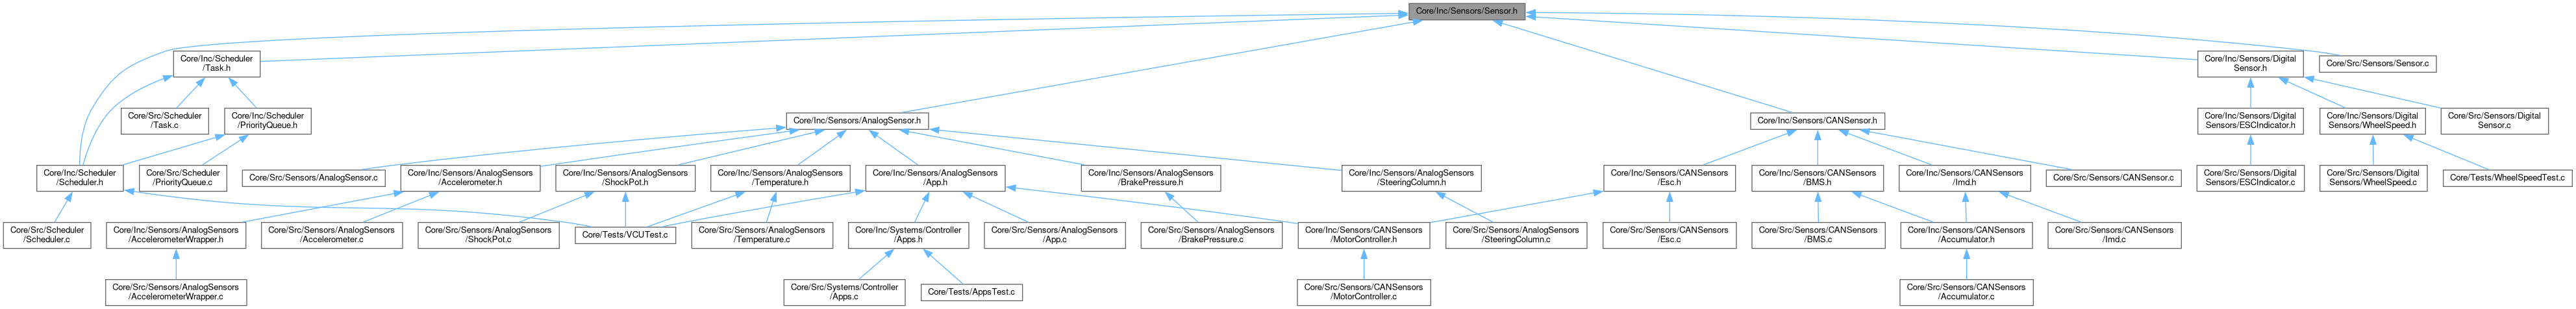 Core/Inc/Sensors/Sensor.h
Core/Inc/Scheduler
/Task.h
Core/Inc/Sensors/Digital
Sensor.h
Core/Src/Sensors/Sensor.c
Core/Src/Scheduler
/Task.c
Core/Inc/Scheduler
/PriorityQueue.h
Core/Inc/Sensors/AnalogSensor.h
Core/Inc/Sensors/CANSensor.h
Core/Inc/Sensors/Digital
Sensors/ESCIndicator.h
Core/Inc/Sensors/Digital
Sensors/WheelSpeed.h
Core/Src/Sensors/Digital
Sensor.c
Core/Inc/Scheduler
/Scheduler.h
Core/Src/Scheduler
/PriorityQueue.c
Core/Src/Sensors/AnalogSensor.c
Core/Inc/Sensors/AnalogSensors
/Accelerometer.h
Core/Inc/Sensors/AnalogSensors
/ShockPot.h
Core/Inc/Sensors/AnalogSensors
/Temperature.h
Core/Inc/Sensors/AnalogSensors
/App.h
Core/Inc/Sensors/AnalogSensors
/BrakePressure.h
Core/Inc/Sensors/AnalogSensors
/SteeringColumn.h
Core/Inc/Sensors/CANSensors
/Esc.h
Core/Inc/Sensors/CANSensors
/BMS.h
Core/Inc/Sensors/CANSensors
/Imd.h
Core/Src/Sensors/CANSensor.c
Core/Src/Sensors/Digital
Sensors/ESCIndicator.c
Core/Src/Sensors/Digital
Sensors/WheelSpeed.c
Core/Tests/WheelSpeedTest.c
Core/Src/Scheduler
/Scheduler.c
Core/Inc/Sensors/AnalogSensors
/AccelerometerWrapper.h
Core/Src/Sensors/AnalogSensors
/Accelerometer.c
Core/Src/Sensors/AnalogSensors
/ShockPot.c
Core/Tests/VCUTest.c
Core/Src/Sensors/AnalogSensors
/Temperature.c
Core/Inc/Systems/Controller
/Apps.h
Core/Src/Sensors/AnalogSensors
/App.c
Core/Src/Sensors/AnalogSensors
/BrakePressure.c
Core/Inc/Sensors/CANSensors
/MotorController.h
Core/Src/Sensors/AnalogSensors
/SteeringColumn.c
Core/Src/Sensors/CANSensors
/Esc.c
Core/Src/Sensors/CANSensors
/BMS.c
Core/Inc/Sensors/CANSensors
/Accumulator.h
Core/Src/Sensors/CANSensors
/Imd.c
Core/Src/Sensors/AnalogSensors
/AccelerometerWrapper.c
Core/Src/Systems/Controller
/Apps.c
Core/Tests/AppsTest.c
Core/Src/Sensors/CANSensors
/MotorController.c
Core/Src/Sensors/CANSensors
/Accumulator.c